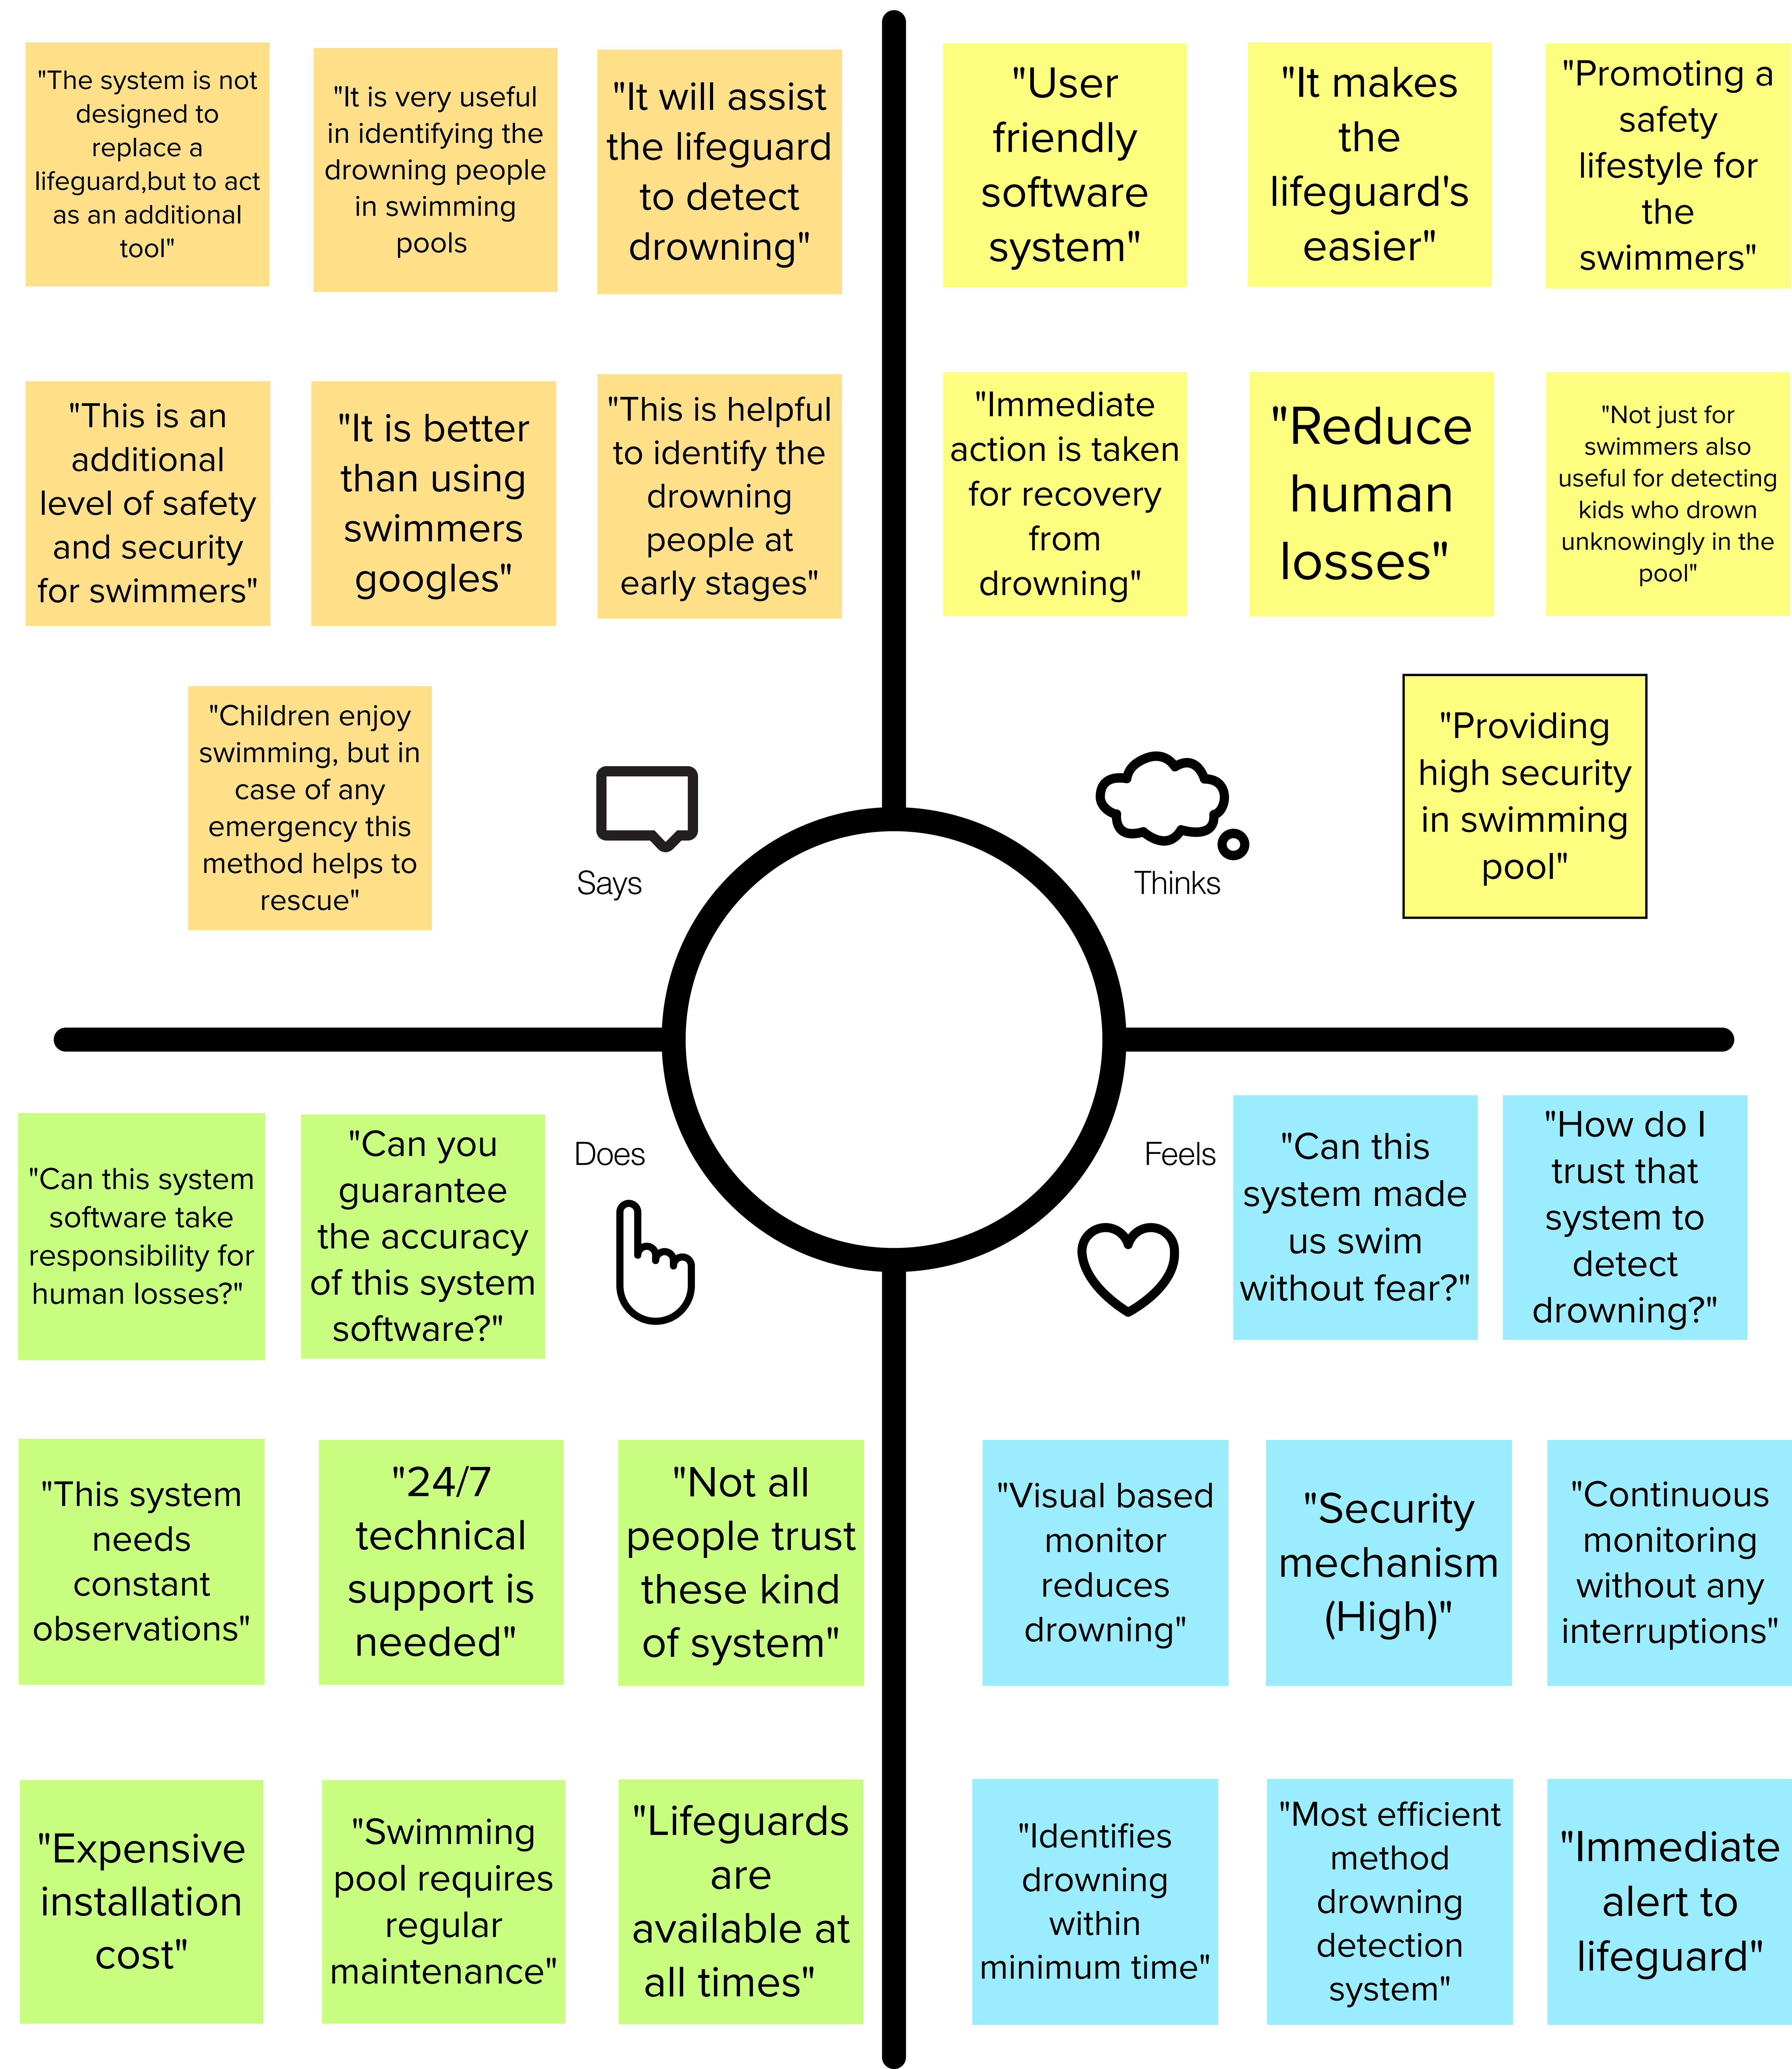 "The system is not
designed to
replace a
lifeguard,but to act
as an additional
tool"
"It is very useful
in identifying the
drowning people
in swimming
pools
"It will assist
the lifeguard
to detect
drowning"
"This is an
additional
level of safety
and security
for swimmers"
"It is better
than using
swimmers
googles"
"This is helpful
to identify the
drowning
people at
early stages"
"Children enjoy
swimming, but in
case of any
emergency this
method helps to
rescue"
Says
"User
friendly
software
system"
"It makes
the
lifeguard's
easier"
"Promoting a
safety
lifestyle for
the
swimmers"
"Immediate
action is taken
for recovery
from
drowning"
"Reduce
human
losses"
"Not just for
swimmers also
useful for detecting
kids who drown
unknowingly in the
pool"
Thinks
"Providing
high security
in swimming
pool"
"Can this system
software take
responsibility for
human losses?"
"Can you
guarantee
the accuracy
of this system
software?"
Does
"This system
needs
constant
observations"
"24/7
technical
support is
needed"
"Not all
people trust
these kind
of system"
"Expensive
installation
cost"
"Swimming
pool requires
regular
maintenance"
"Lifeguards
are
available at
all times"
Feels
"Can this
system made
us swim
without fear?"
"How do I
trust that
system to
detect
drowning?"
"Visual based
monitor
reduces
drowning"
"Security
mechanism
(High)"
"Continuous
monitoring
without any
interruptions"
"Identifies
drowning
within
minimum time"
"Most efficient
method
drowning
detection
system"
"Immediate
alert to
lifeguard"